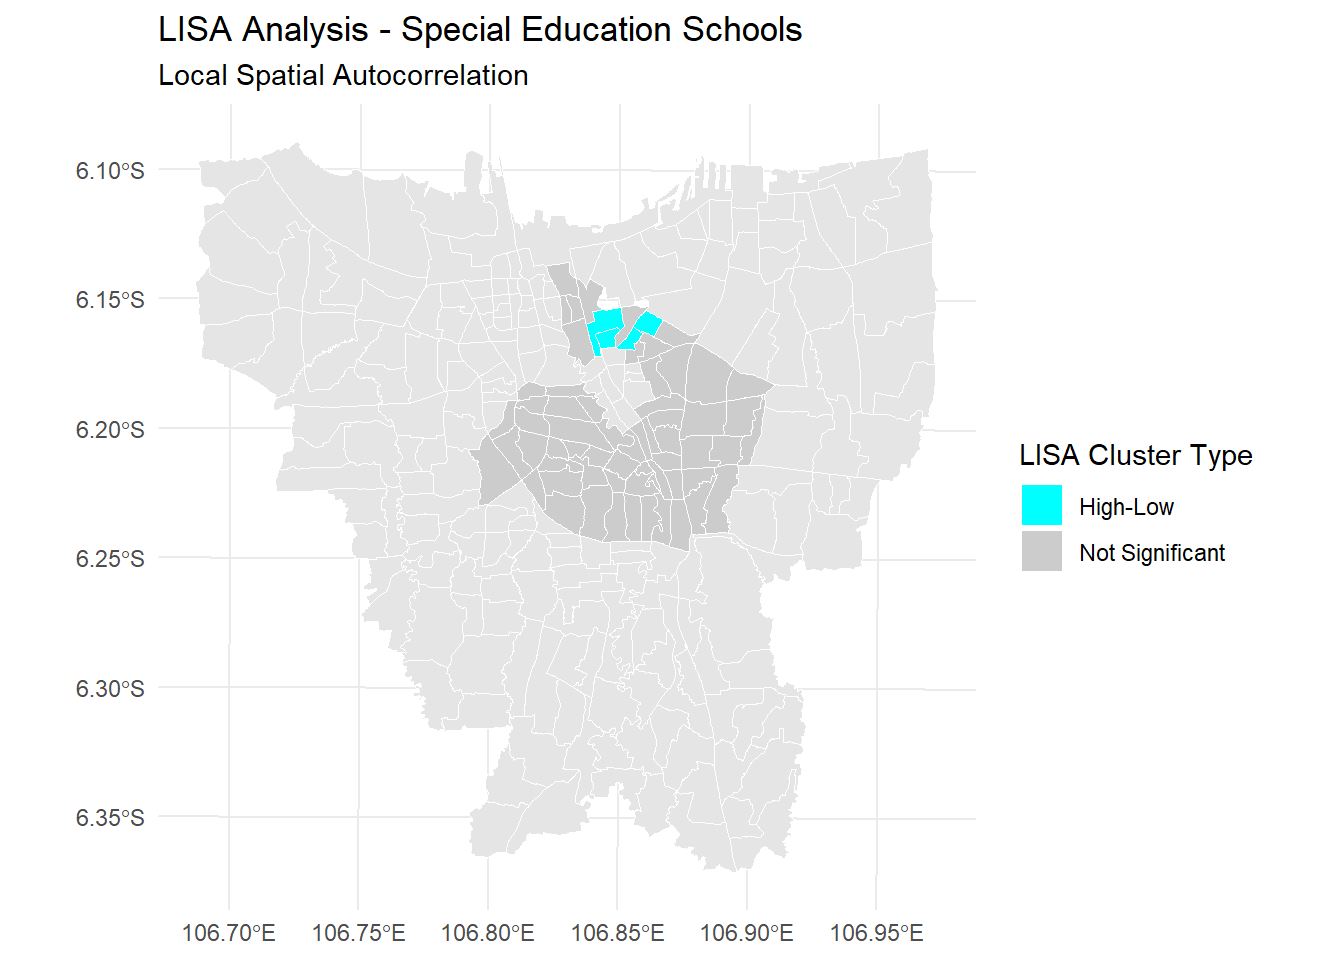 LISA Analysis - Special Education Schools
Local Spatial Autocorrelation
6.10°S
6.15°S
6.20°S
6.25°S
6.30°S
6.35°S
106.70°E
106.75°E
106.80°E
106.85°E
106.90°E
106.95°E
LISA Cluster Type
High-Low
Not Significant